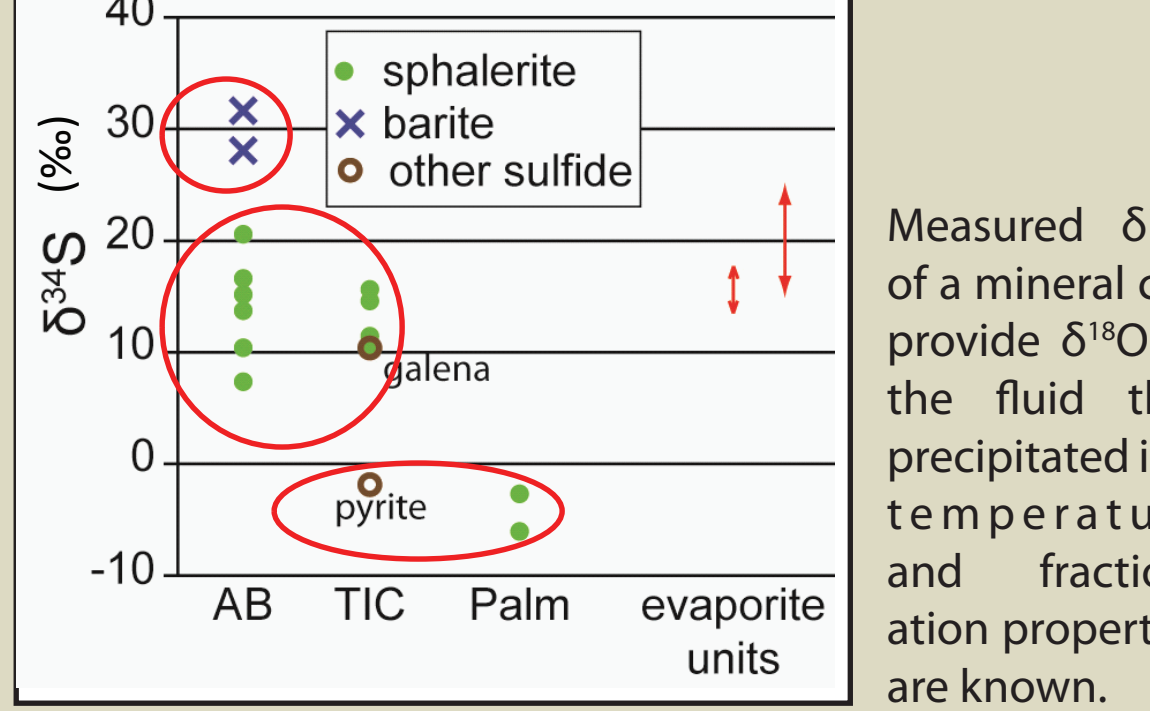 40
sphalerite
30
barite
other sulfide
δ³⁴S (‰)
20
10
galena
0
pyrite
-10
AB TIC Palm evaporite
units
Measured δ
of a mineral
provide δ¹⁸O
the fluid
precipitated
temperatu
and fractio
ation propert
are known.